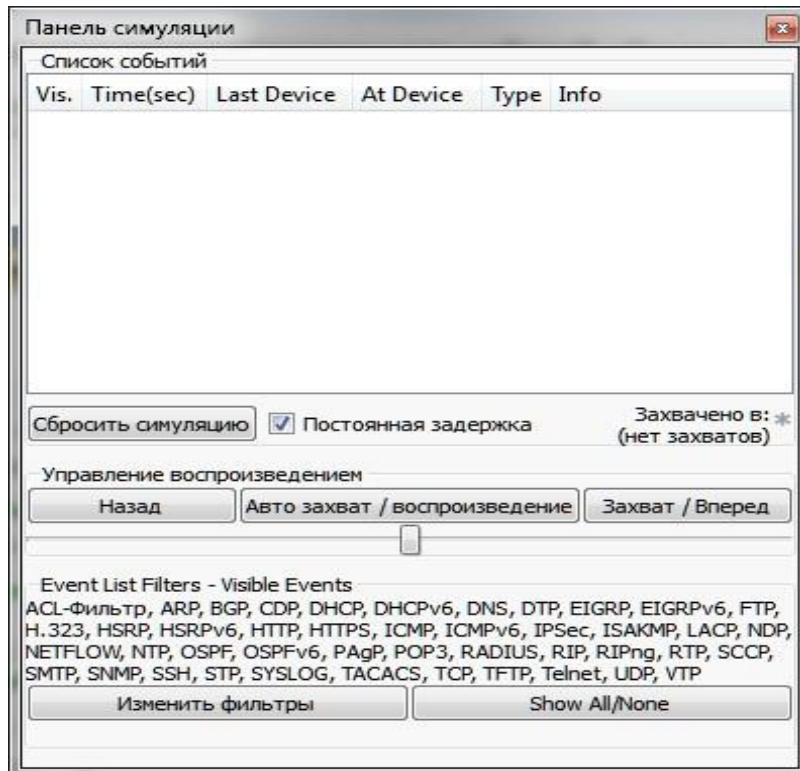 Панель симуляции
Список событий
Vis. Time(sec) Last Device At Device Type Info
Сбросить симуляцию Постоянная задержка Захвачено в: *
(нет захватов)
Управление воспроизведением
Назад Авто захват / воспроизведение Захват / Вперед
Event List Filters - Visible Events
ACL-Фильтр, ARP, BGP, CDP, DHCP, DHCPv6, DNS, DTP, EIGRP, EIGRPv6, FTP,
H.323, HSRP, HSRPv6, HTTP, HTTPS, ICMP, ICMPv6, IPSec, ISAKMP, LACP, NDP,
NETFLOW, NTP, OSPF, OSPFv6, PAgP, POP3, RADIUS, RIP, RIPng, RTP, SCCP,
SMTP, SNMP, SSH, STP, SYSLOG, TACACS, TCP, TFTP, Telnet, UDP, VTP
Изменить фильтры Show All/None